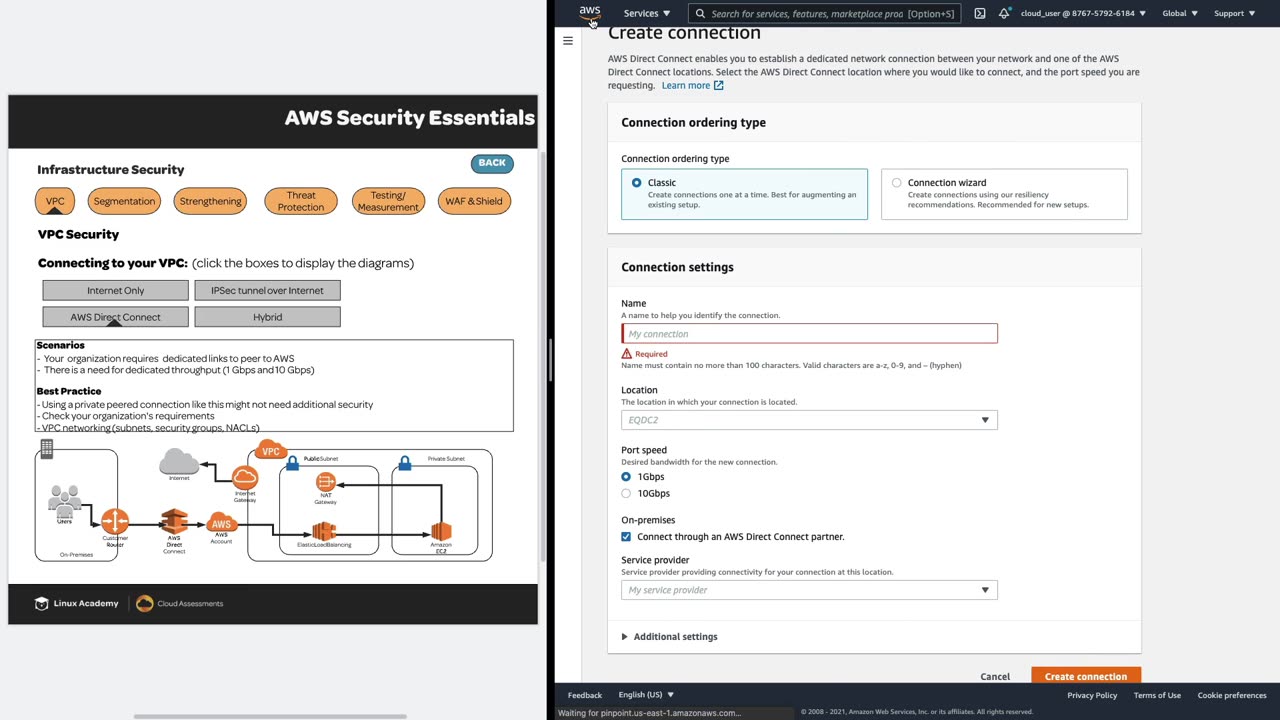 AWS Security Essentials
Infrastructure Security
BACK
VPC
Segmentation
Strengthening
Threat
Protection
Testing/
Measurement
WAF & Shield
VPC Security
Connecting to your VPC: (click the boxes to display the diagrams)
Internet Only
IPSec tunnel over Internet
AWS Direct Connect
Hybrid
Scenarios
- Your organization requires dedicated links to peer to AWS
- There is a need for dedicated throughput (1 Gbps and 10 Gbps)
Best Practice
- Using a private peered connection like this might not need additional security
- Check your organization's requirements
- VPC networking (subnets, security groups, NACLs)
VPC
Public Subnet
Private Subnet
Internet
Internet
Gateway
NAT
Gateway
Users
Customer
Router
AWS
Direct
Connect
AWS
AWS
Account
ElasticLoadBalancing
Amazon
EC2
On-Premises
Linux Academy
Cloud Assessments
aws
Services
Search for services, features, marketplace proc [Option+S]
cloud_user @ 8767-5792-6184
Global
Support
Create connection
AWS Direct Connect enables you to establish a dedicated network connection between your network and one of the AWS
Direct Connect locations. Select the AWS Direct Connect location where you would like to connect, and the port speed you are
requesting. Learn more
Connection ordering type
Connection ordering type
Classic
Create connections one at a time. Best for augmenting an
existing setup.
Connection wizard
Create connections using our resiliency
recommendations. Recommended for new setups.
Connection settings
Name
A name to help you identify the connection.
My connection
Required
Name must contain no more than 100 characters. Valid characters are a-z, 0-9, and – (hyphen)
Location
The location in which your connection is located.
EQDC2
Port speed
Desired bandwidth for the new connection.
1Gbps
10Gbps
On-premises
Connect through an AWS Direct Connect partner.
Service provider
Service provider providing connectivity for your connection at this location.
My service provider
Additional settings
Cancel
Create connection
Feedback
English (US)
Privacy Policy
Terms of Use
Cookie preferences
Waiting for pinpoint.us-east-1.amazonaws.com...
© 2008 - 2021, Amazon Web Services, Inc. or its affiliates. All rights reserved.